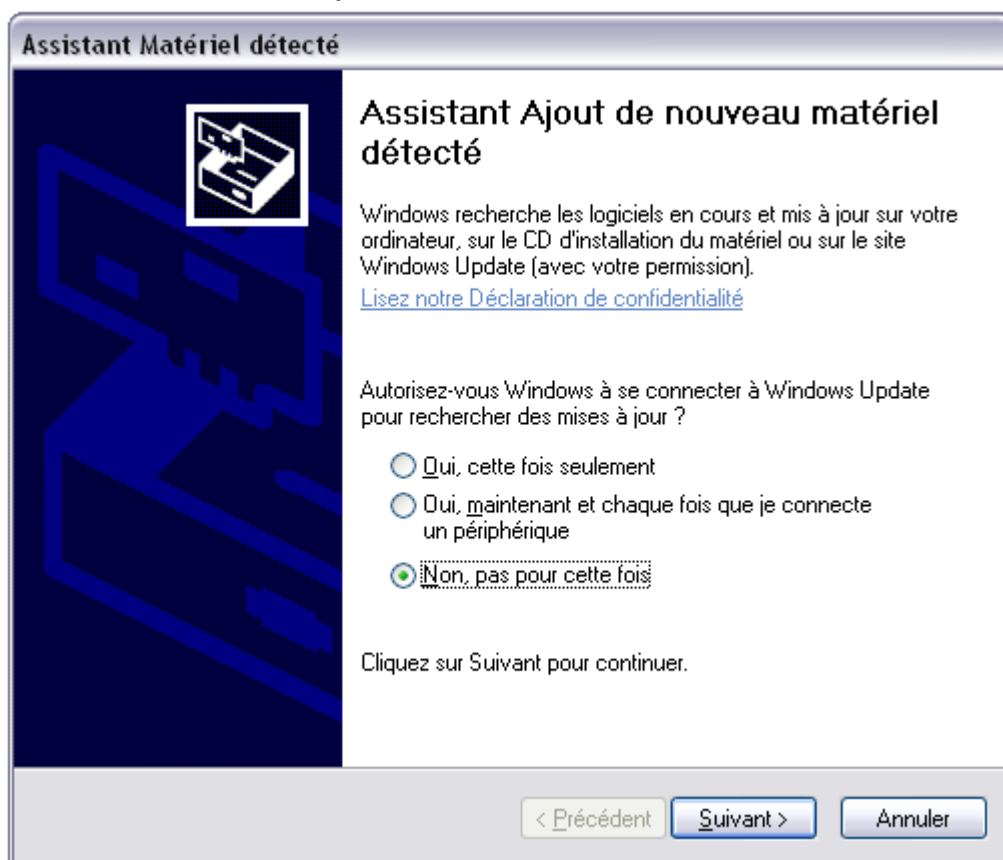 Assistant Matériel détecté
Assistant Ajout de nouveau matériel
détecté
Windows recherche les logiciels en cours et mis à jour sur votre
ordinateur, sur le CD d'installation du matériel ou sur le site
Windows Update (avec votre permission).
Lisez notre Déclaration de confidentialité
Autorisez-vous Windows à se connecter à Windows Update
pour rechercher des mises à jour ?
Oui, cette fois seulement
Oui, maintenant et chaque fois que je connecte
un périphérique
Non, pas pour cette fois
Cliquez sur Suivant pour continuer.
< Précédent Suivant > Annuler